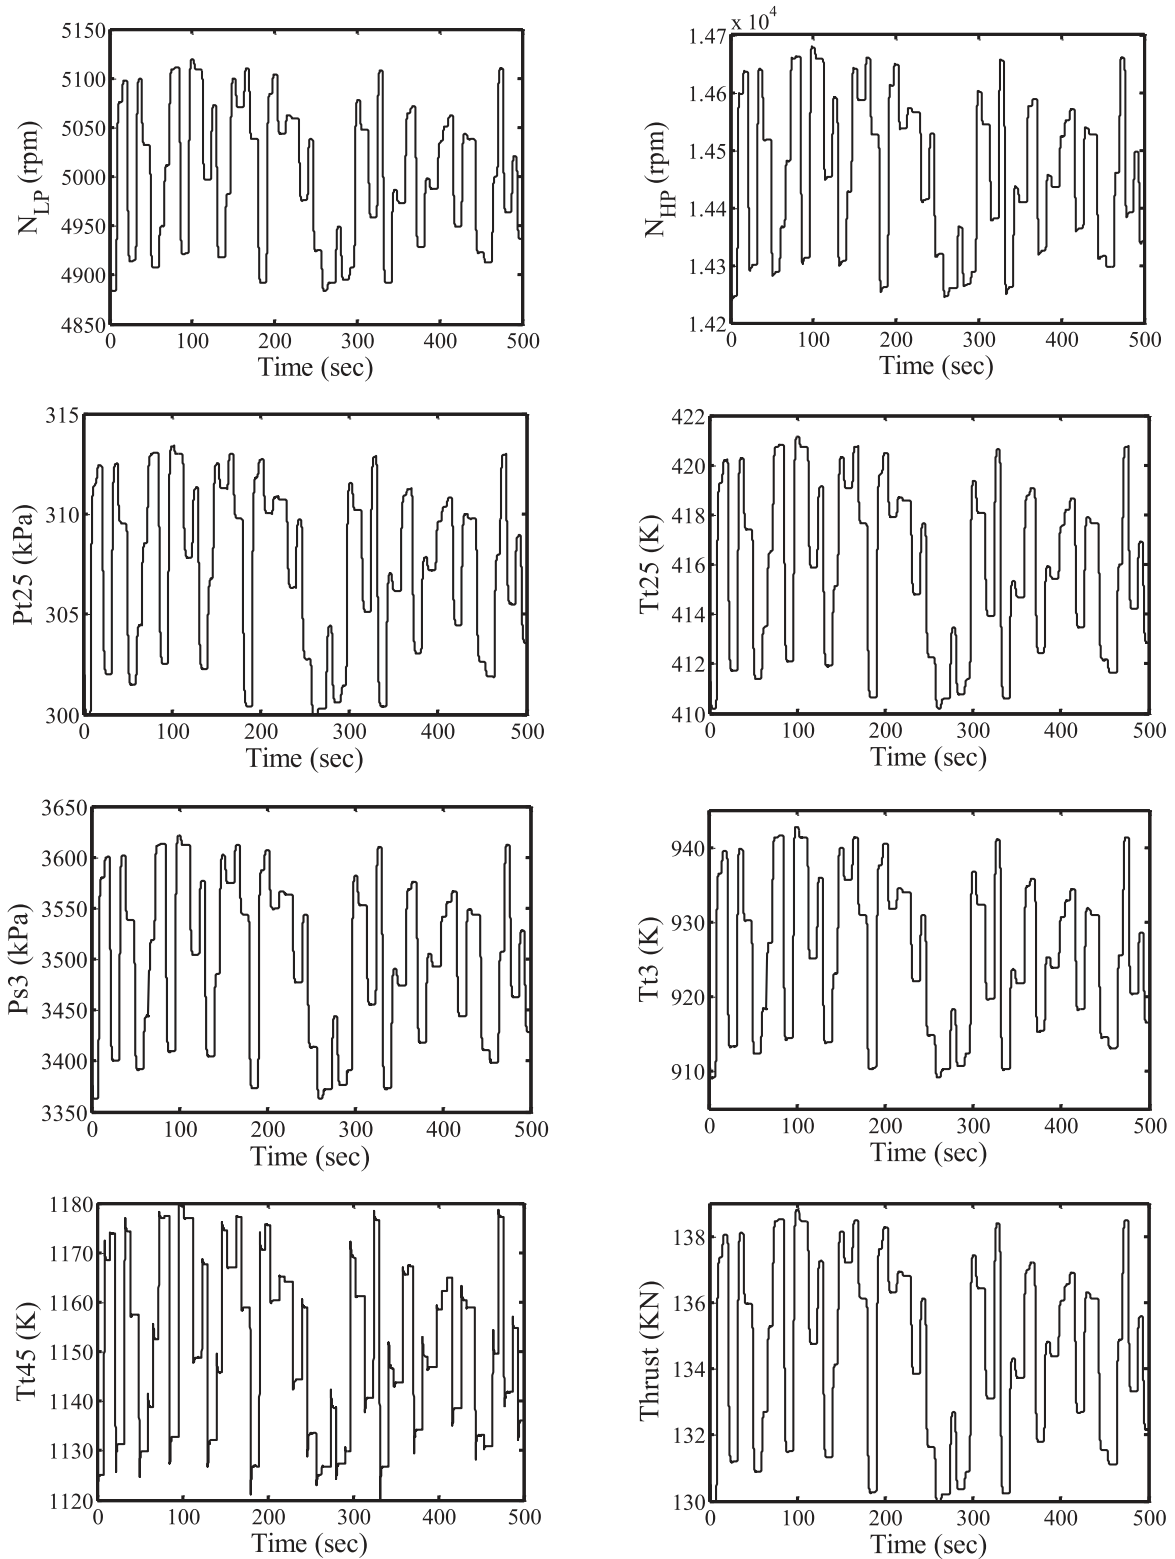 5150
5100
5050
5000
4950
4900
4850
N_LP (rpm)
0 100 200 300 400 500
Time (sec)
x 10^4
1.47
1.46
1.45
1.44
1.43
1.42
N_HP (rpm)
0 100 200 300 400 500
Time (sec)
315
310
305
300
Pt25 (kPa)
0 100 200 300 400 500
Time (sec)
422
420
418
416
414
412
410
Tt25 (K)
0 100 200 300 400 500
Time (sec)
3650
3600
3550
3500
3450
3400
3350
Ps3 (kPa)
0 100 200 300 400 500
Time (sec)
940
930
920
910
Tt3 (K)
0 100 200 300 400 500
Time (sec)
1180
1170
1160
1150
1140
1130
1120
Tt45 (K)
0 100 200 300 400 500
Time (sec)
138
136
134
132
130
Thrust (KN)
0 100 200 300 400 500
Time (sec)